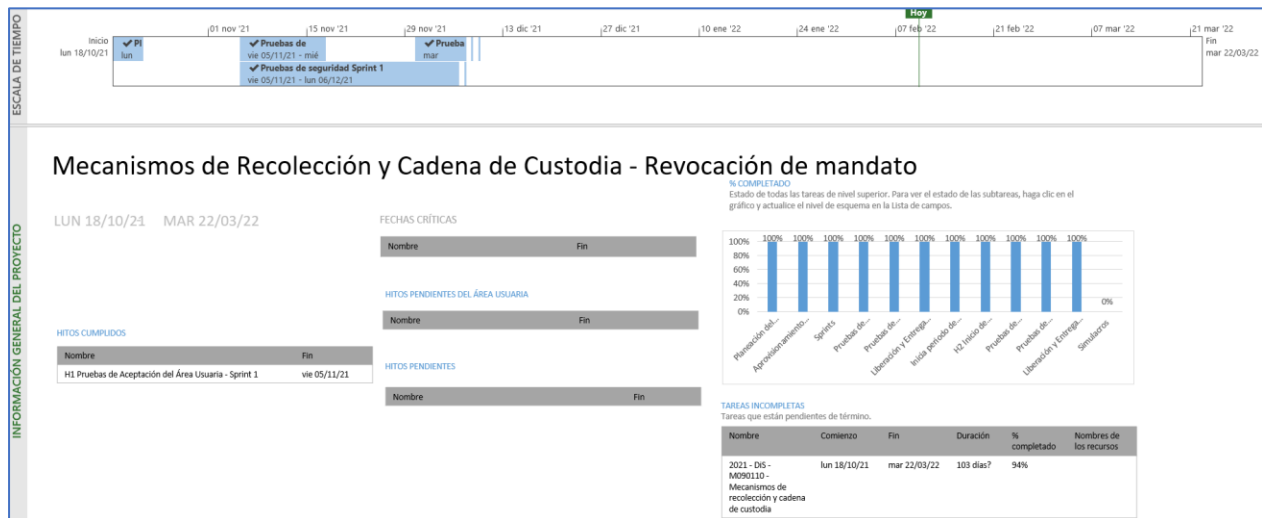 ESCALA DE TIEMPO
Hoy
01 nov '21
15 nov '21
29 nov '21
13 dic '21
27 dic '21
10 ene '22
24 ene '22
07 feb '22
21 feb '22
07 mar '22
21 mar '22
Inicio
lun 18/10/21
✔ Pl
lun
✔ Pruebas de
vie 05/11/21 - mié
✔ Prueba
mar
✔ Pruebas de seguridad Sprint 1
vie 05/11/21 - lun 06/12/21
Fin
mar 22/03/22
INFORMACIÓN GENERAL DEL PROYECTO
Mecanismos de Recolección y Cadena de Custodia - Revocación de mandato
LUN 18/10/21 MAR 22/03/22
HITOS CUMPLIDOS
Nombre Fin
H1 Pruebas de Aceptación del Área Usuaria - Sprint 1 vie 05/11/21
FECHAS CRÍTICAS
Nombre Fin
HITOS PENDIENTES DEL ÁREA USUARIA
Nombre Fin
HITOS PENDIENTES
Nombre Fin
% COMPLETADO
Estado de todas las tareas de nivel superior. Para ver el estado de las subtareas, haga clic en el
gráfico y actualice el nivel de esquema en la Lista de campos.
100% 100% 100% 100% 100% 100% 100% 100% 100% 100% 100% 0%
100%
80%
60%
40%
20%
0%
Planeación del...
Aprovisionamiento...
Sprints
Pruebas de...
Pruebas de...
Liberación y Entrega...
Inicia periodo de...
H2 Inicio de...
Pruebas de...
Pruebas de...
Liberación y Entrega...
Simulacros
TAREAS INCOMPLETAS
Tareas que están pendientes de término.
Nombre Comienzo Fin Duración % completado Nombres de los recursos
2021 - DiS - lun 18/10/21 mar 22/03/22 103 días? 94%
M090110 -
Mecanismos de
recolección y cadena
de custodia